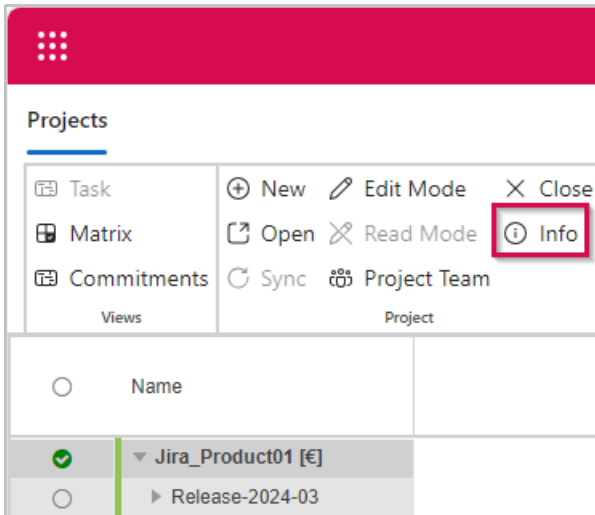 Projects
Task New Edit Mode Close
Matrix Open Read Mode Info
Commitments Sync Project Team
Views Project
Name
Jira_Product01 [€]
Release-2024-03